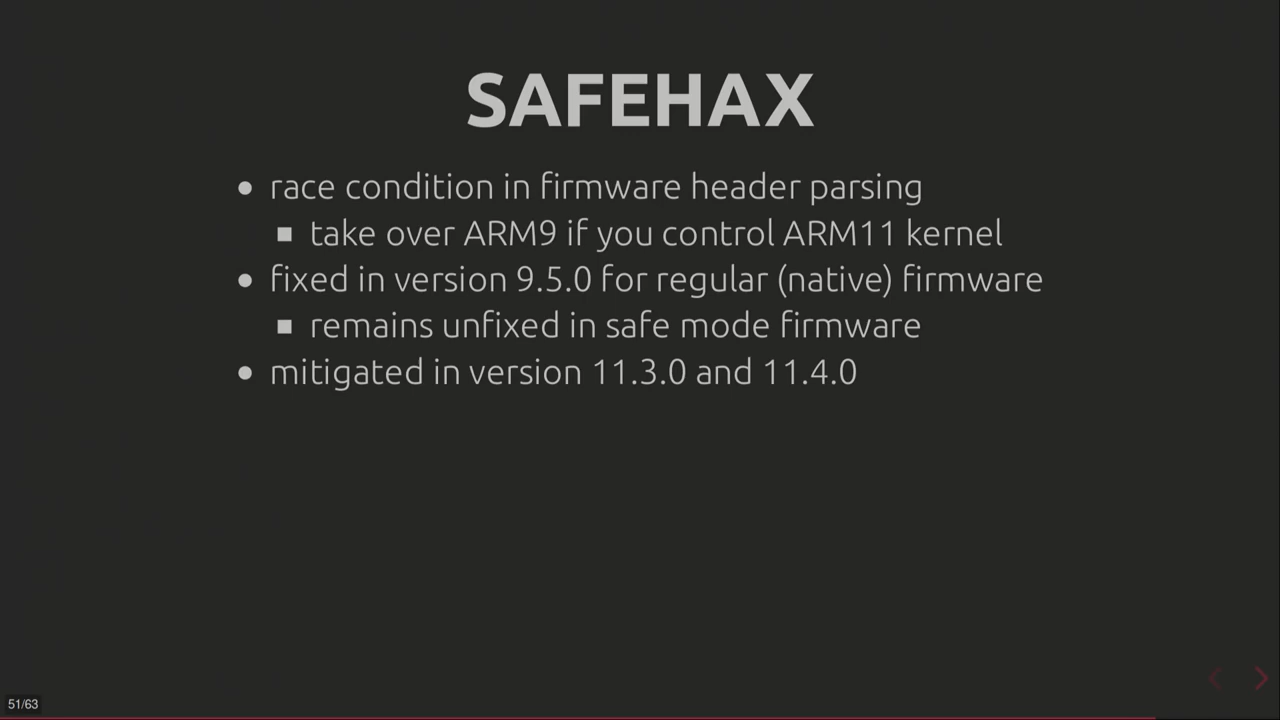 SAFEHAX
race condition in firmware header parsing
take over ARM9 if you control ARM11 kernel
fixed in version 9.5.0 for regular (native) firmware
remains unfixed in safe mode firmware
mitigated in version 11.3.0 and 11.4.0
51/63